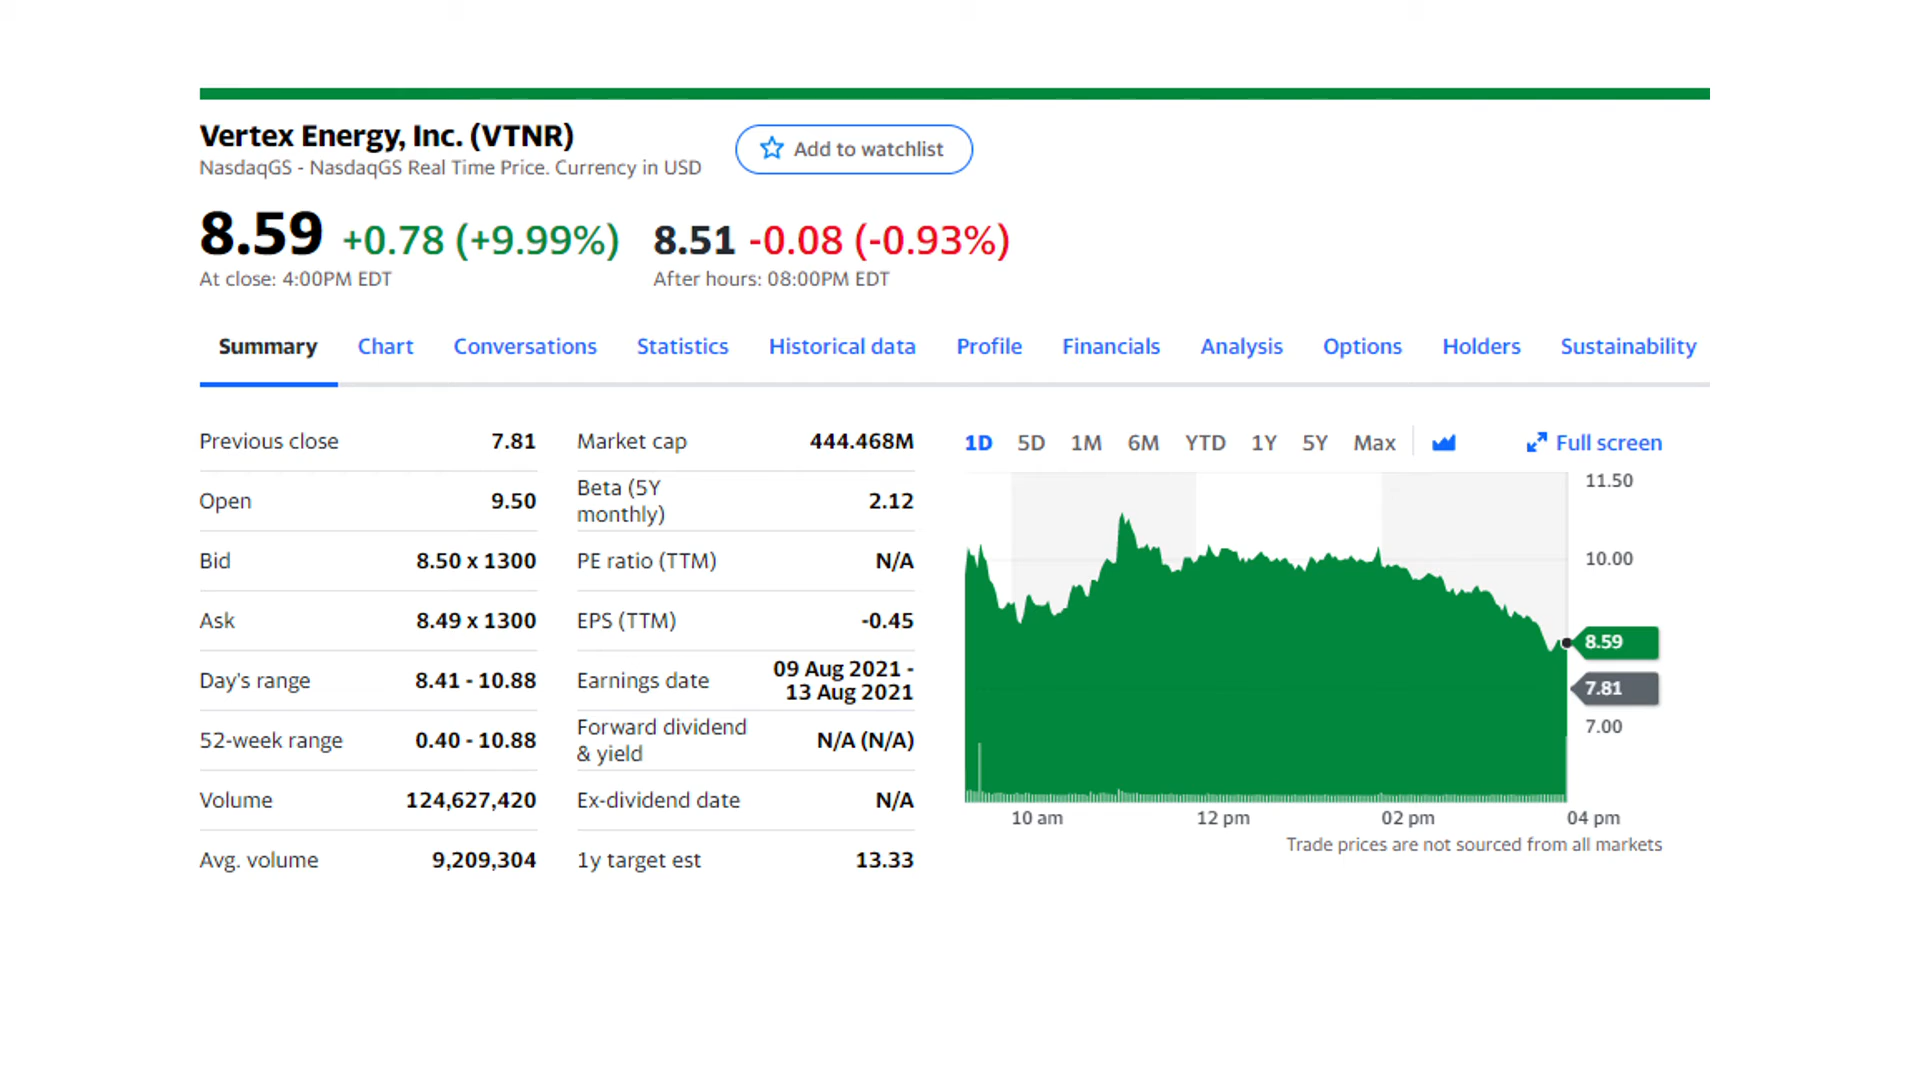 Vertex Energy, Inc. (VTNR)
Add to watchlist
NasdaqGS - NasdaqGS Real Time Price. Currency in USD
8.59 +0.78 (+9.99%) 8.51 -0.08 (-0.93%)
At close: 4:00PM EDT After hours: 08:00PM EDT
Summary Chart Conversations Statistics Historical data Profile Financials Analysis Options Holders Sustainability
Previous close 7.81
Open 9.50
Bid 8.50 x 1300
Ask 8.49 x 1300
Day's range 8.41 - 10.88
52-week range 0.40 - 10.88
Volume 124,627,420
Avg. volume 9,209,304
Market cap 444.468M
Beta (5Y
monthly) 2.12
PE ratio (TTM) N/A
EPS (TTM) -0.45
Earnings date 09 Aug 2021 -
13 Aug 2021
Forward dividend
& yield N/A (N/A)
Ex-dividend date N/A
1y target est 13.33
1D 5D 1M 6M YTD 1Y 5Y Max Full screen
11.50
10.00
8.59
7.81
7.00
10 am 12 pm 02 pm 04 pm
Trade prices are not sourced from all markets